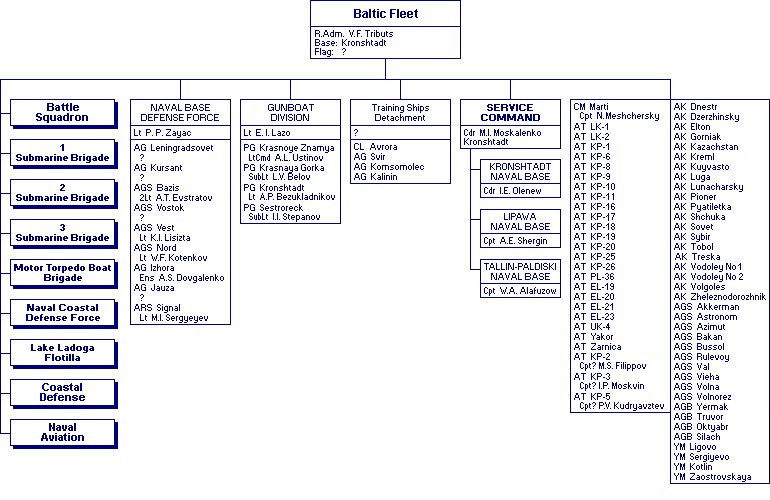 Baltic Fleet
R.Adm. V.F. Tributs
Base: Kronshtadt
Flag: ?
Battle
Squadron
1
Submarine Brigade
2
Submarine Brigade
3
Submarine Brigade
Motor Torpedo Boat
Brigade
Naval Coastal
Defense Force
Lake Ladoga
Flotilla
Coastal
Defense
Naval
Aviation
NAVAL BASE
DEFENSE FORCE
Lt P. P. Zayac
AG Leningradsovet
?
AG Kursant
?
AGS Bazis
2Lt A.T. Evstratov
AGS Vostok
?
AGS Vest
Lt K.I. Lisizta
AGS Nord
Lt W.F. Kotenkov
AG Izhora
Ens A.S. Dovgalenko
AG Jauza
?
ARS Signal
Lt M.I. Sergyeyev
GUNBOAT
DIVISION
Lt E. I. Lazo
PG Krasnoye Znamya
LtCmd A.L. Ustinov
PG Krasnaya Gorka
SubLt L.V. Belov
PG Kronshtadt
Lt A.P. Bezukladnikov
PG Sestroreck
SubLt I.I. Stepanov
Training Ships
Detachment
?
CL Avrora
AG Svir
AG Komsomolec
AG Kalinin
SERVICE
COMMAND
Cdr M.I. Moskalenko
Kronshtadt
KRONSHTADT
NAVAL BASE
Cdr I.E. Olenew
LIPAWA
NAVAL BASE
Cpt A.E. Shergin
TALLIN-PALDISKI
NAVAL BASE
Cpt W.A. Alafuzow
CM Marti
Cpt N.Meshchersky
AT LK-1
AT LK-2
AT KP-1
AT KP-6
AT KP-8
AT KP-9
AT KP-10
AT KP-11
AT KP-16
AT KP-17
AT KP-18
AT KP-19
AT KP-20
AT KP-25
AT KP-26
AT PL-36
AT EL-19
AT EL-20
AT EL-21
AT EL-23
AT UK-4
AT Yakor
AT Zarnica
AT KP-2
Cpt? M.S. Filippov
AT KP-3
Cpt? I.P. Moskvin
AT KP-5
Cpt? P.V. Kudryavztev
AK Dnestr
AK Dzerzhinsky
AK Elton
AK Gorniak
AK Kazachstan
AK Kreml
AK Kuyvasto
AK Luga
AK Lunacharsky
AK Pioner
AK Pyatiletka
AK Shchuka
AK Sovet
AK Sybir
AK Tobol
AK Treska
AK Vodoley No 1
AK Vodoley No 2
AK Volgoles
AK Zheleznodorozhnik
AGS Akkerman
AGS Astronom
AGS Azimut
AGS Bakan
AGS Bussol
AGS Rulevoy
AGS Val
AGS Vieha
AGS Volna
AGS Volnorez
AGB Yermak
AGB Truvor
AGB Oktyabr
AGB Silach
YM Ligovo
YM Sergiyevo
YM Kotlin
YM Zaostrovskaya